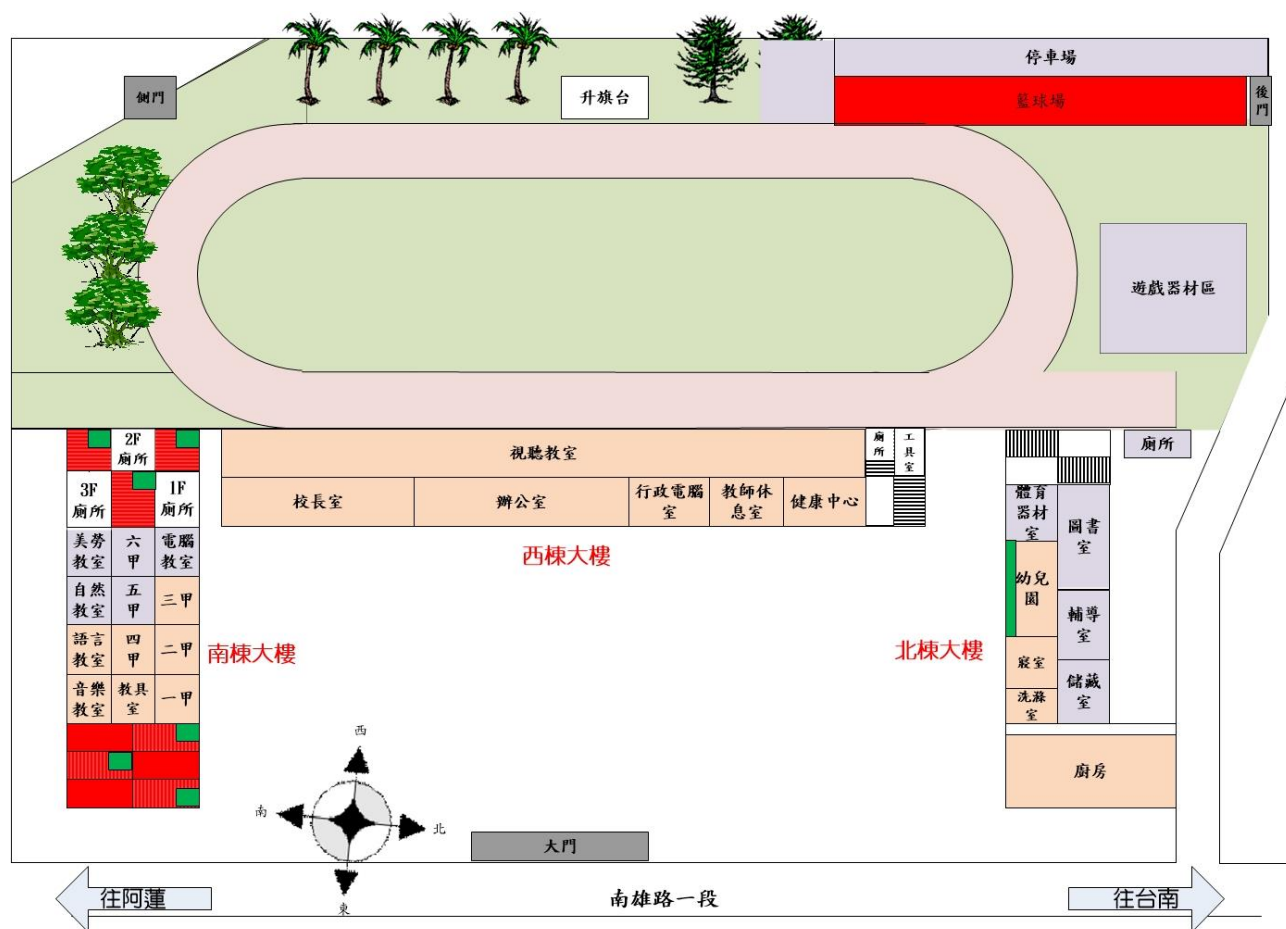 停車場
側門
升旗台
籃球場
後門
遊戲器材區
2F
廁所
視聽教室
廁所
工具室
廁所
3F
廁所
1F
廁所
校長室
辦公室
行政電腦
室
教師休
息室
健康中心
體育
器材
室
圖書
室
美勞
教室
六
甲
電腦
教室
西棟大樓
自然
教室
五
甲
三甲
幼兒
園
輔導
室
語言
教室
四
甲
二甲
南棟大樓
北棟大樓
寢室
音樂
教室
教具
室
一甲
洗滌
室
儲藏
室
西
南
北
東
廚房
大門
往阿蓮
南雄路一段
往台南